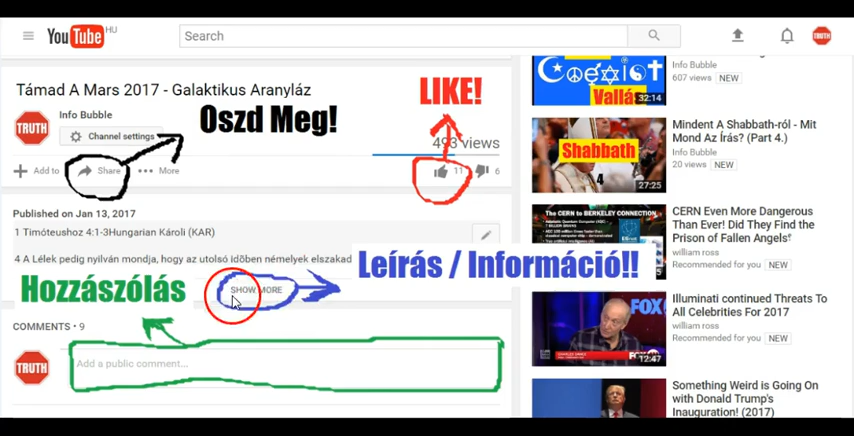 YouTube HU
Search
TRUTH
Támad A Mars 2017 - Galaktikus Aranyláz
LIKE!
TRUTH
Info Bubble
Channel settings
Oszd Meg!
493 views
Add to
Share
More
11
6
Published on Jan 13, 2017
1 Timóteushoz 4:1-3Hungarian Károli (KAR)
4 A Lélek pedig nyilván mondja, hogy az utolsó időben némelyek elszakad
Leírás / Információ!!
Hozzászólás
SHOW MORE
COMMENTS • 9
TRUTH
Add a public comment...
Vallás
32:14
Info Bubble
607 views NEW
Shabbath
4
27:25
Mindent A Shabbath-ról - Mit
Mond Az Írás? (Part 4.)
Info Bubble
20 views NEW
The CERN to BERKELEY CONNECTION
CERN Even More Dangerous
Than Ever! Did They Find the
Prison of Fallen Angels'
william ross
Recommended for you NEW
FOX
12:47
Illuminati continued Threats To
All Celebrities For 2017
william ross
Recommended for you NEW
Something Weird is Going On
with Donald Trump's
Inauguration! (2017)